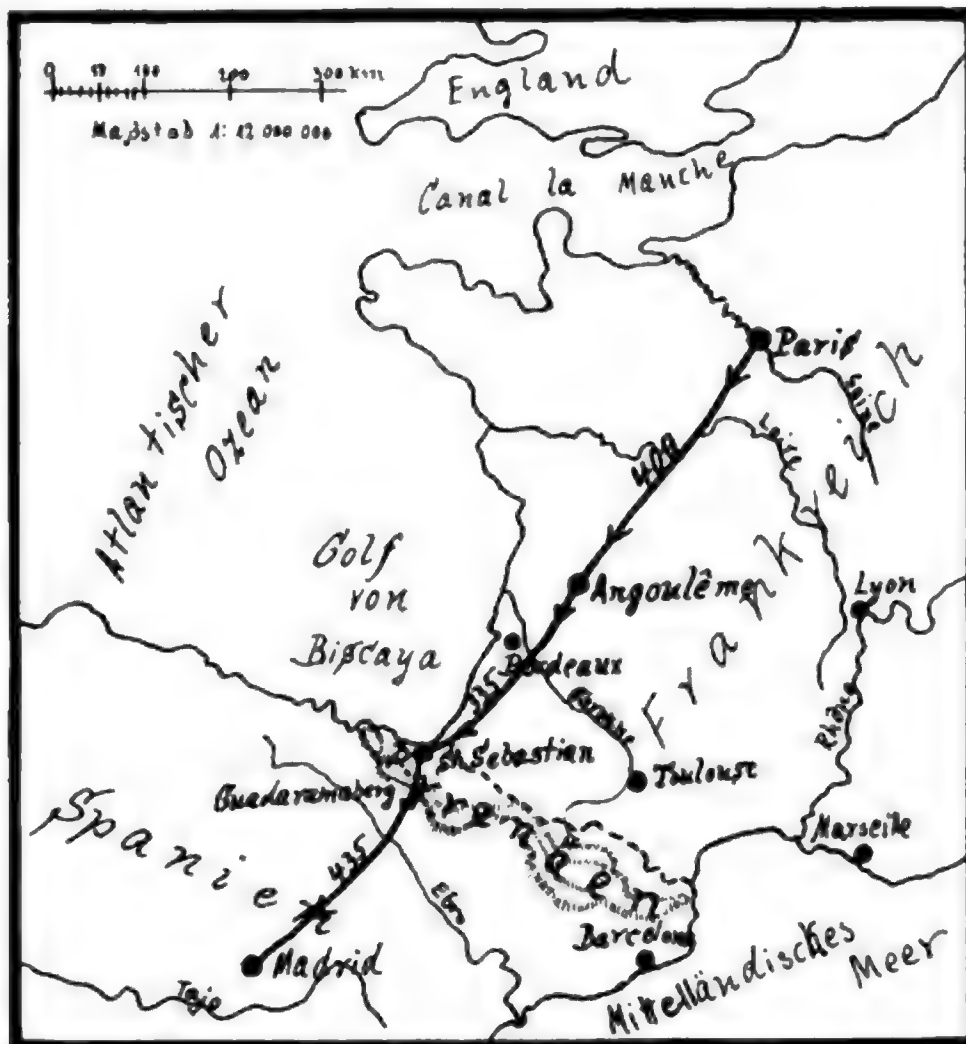 0 50 100 200 300 km
Maßstab 1:12 000 000
England
Canal la Manche
Atlantischer
Ozean
Paris
Seine
Loire
400
Frankreich
Golf
von
Biscaya
Angoulême
Lyon
Bordeaux
335
Garonne
Rhône
St. Sebastian
Toulouse
Guadaramaberg
Marseille
Spanien
435
Ebro
Barcelona
Madrid
Tajo
Mittelländisches
Meer